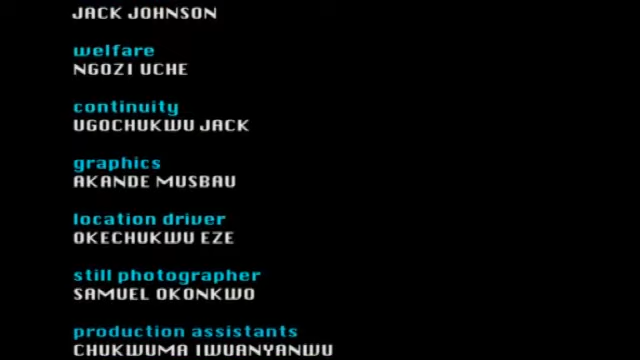 JACK JOHNSON
welfare
NGOZI UCHE
continuity
UGOCHUKWU JACK
graphics
AKANDE MUSBAU
location driver
OKECHUKWU EZE
still photographer
SAMUEL OKONKWO
production assistants
CHUKWUMA IWUANYANWU